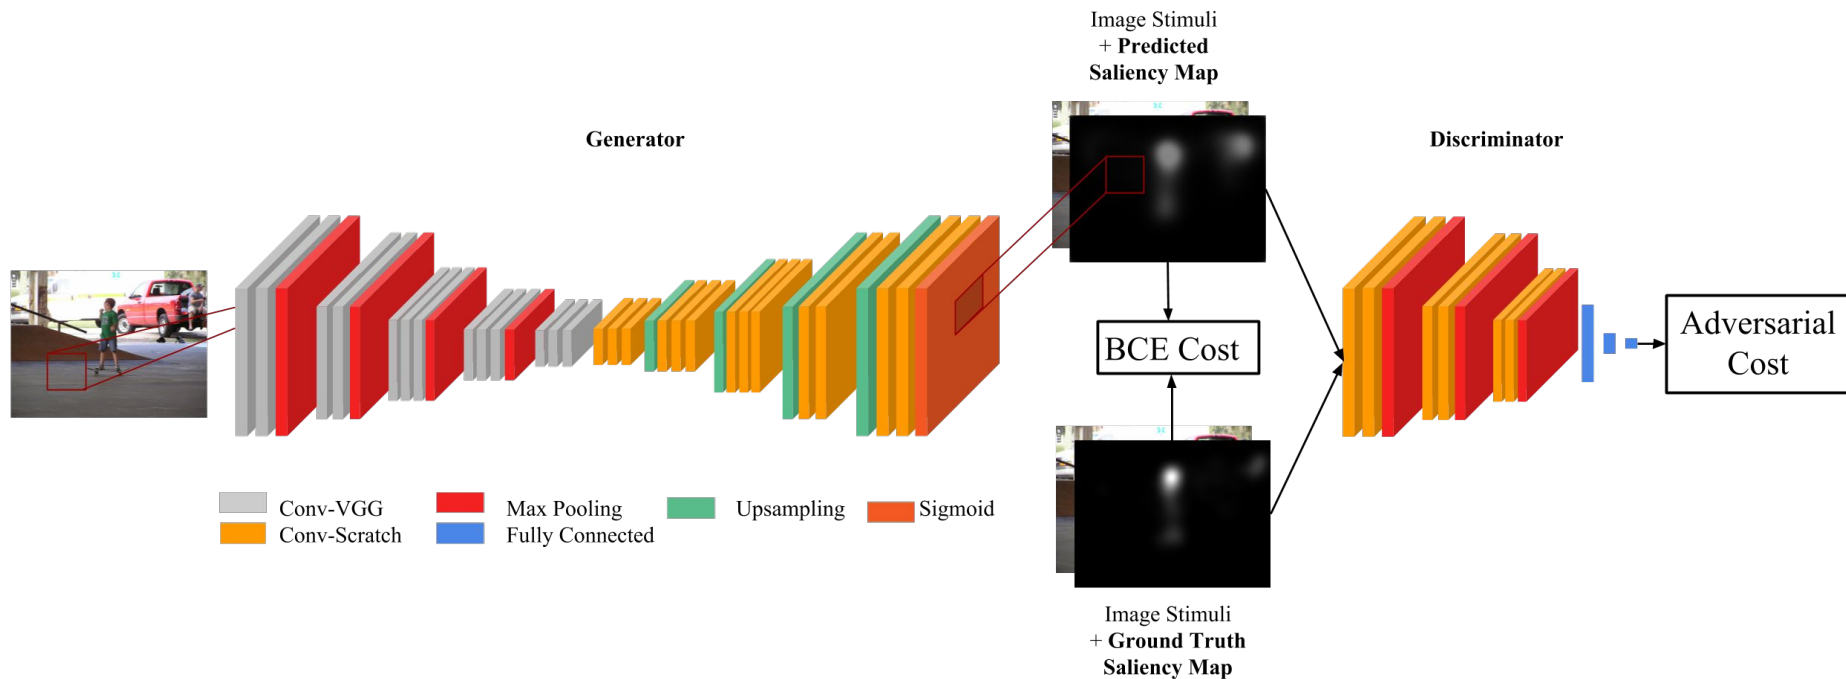 Image Stimuli
+ Predicted
Saliency Map
Generator
Discriminator
BCE Cost
Adversarial
Cost
Conv-VGG
Max Pooling
Upsampling
Sigmoid
Conv-Scratch
Fully Connected
Image Stimuli
+ Ground Truth
Saliency Map